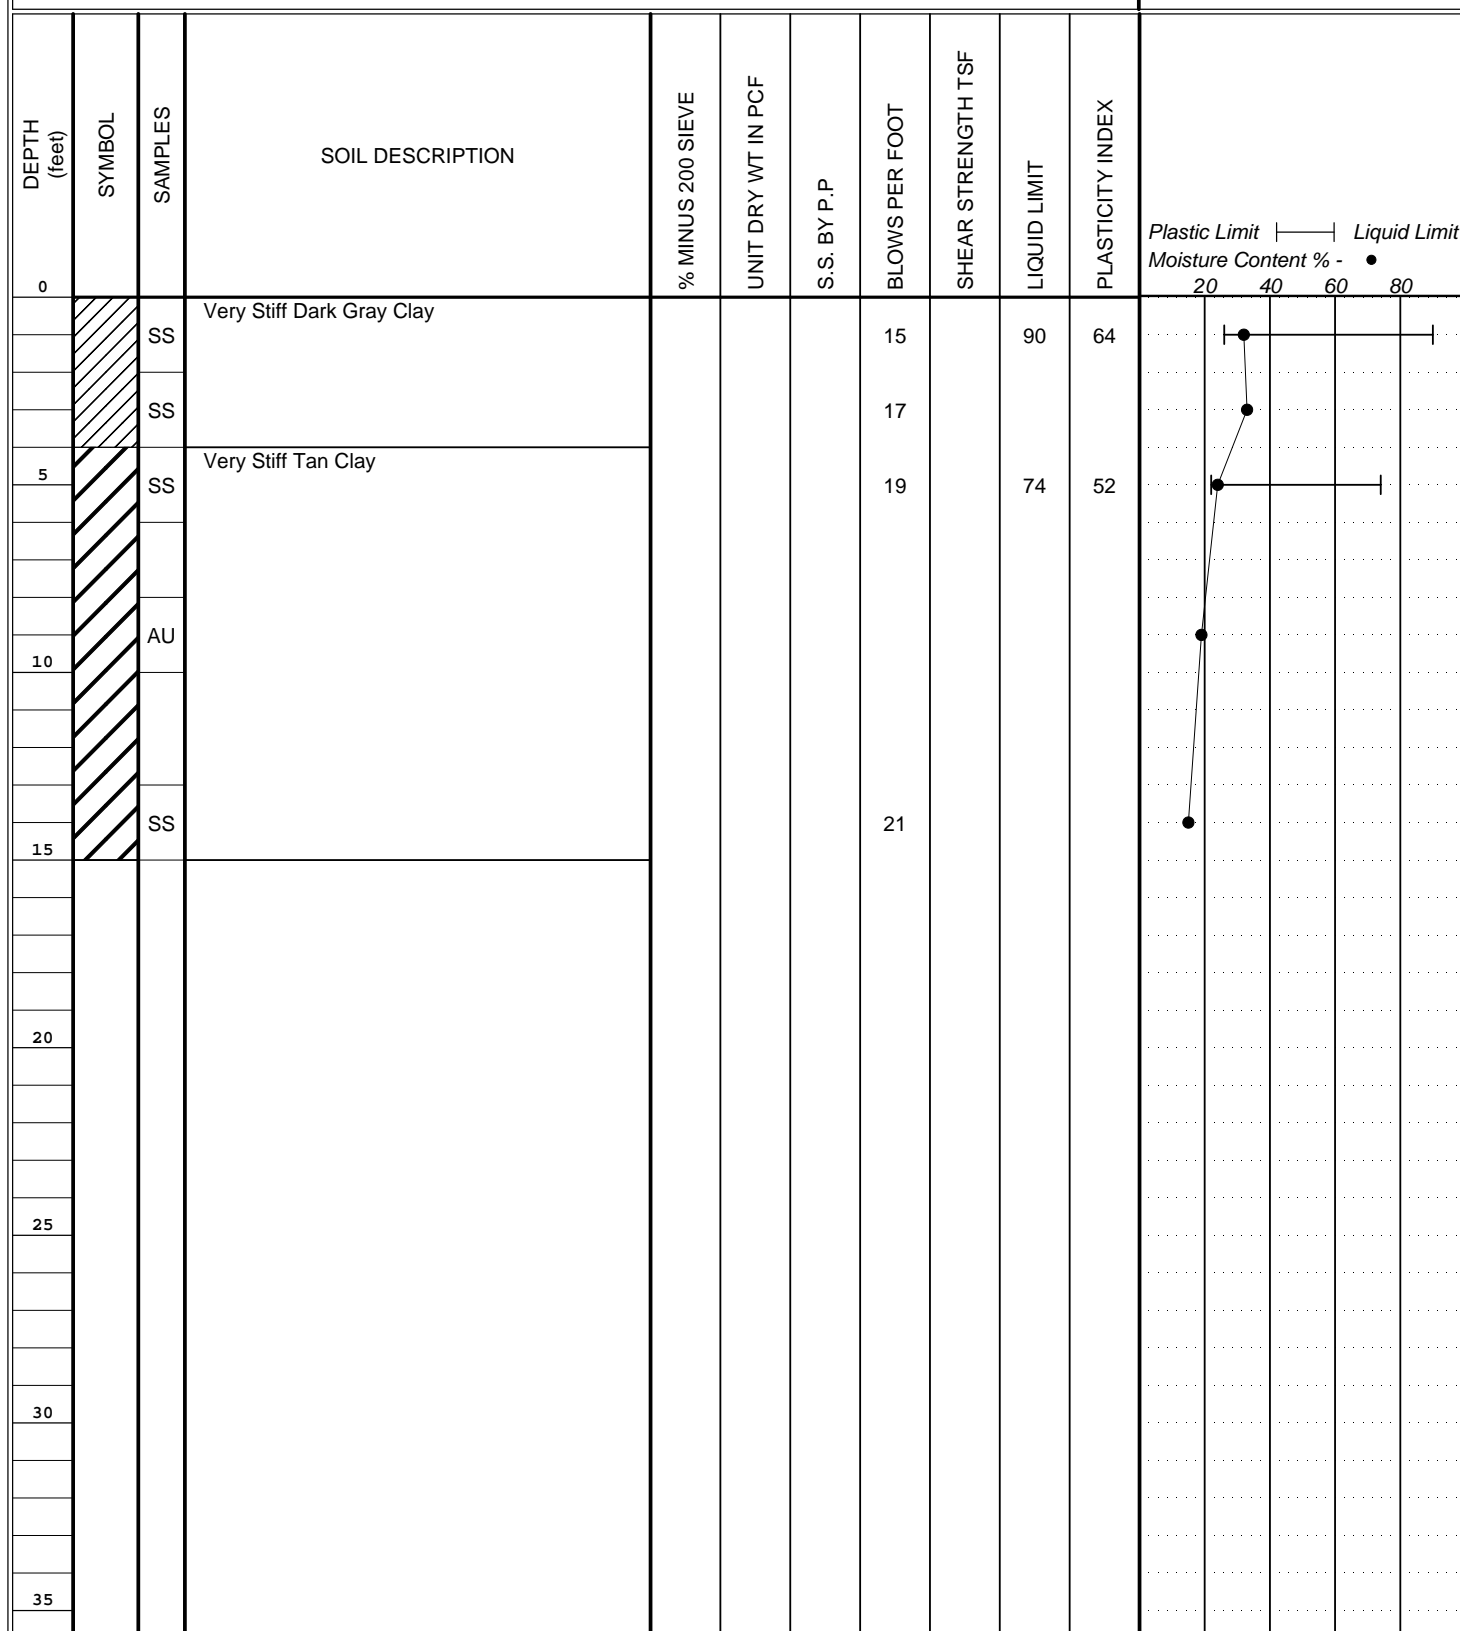 DEPTH
(feet)
SYMBOL
SAMPLES
SOIL DESCRIPTION
% MINUS 200 SIEVE
UNIT DRY WT IN PCF
S.S. BY P.P
BLOWS PER FOOT
SHEAR STRENGTH TSF
LIQUID LIMIT
PLASTICITY INDEX
Plastic Limit Liquid Limit
Moisture Content % -
20 40 60 80
0
Very Stiff Dark Gray Clay
SS 15 90 64
SS 17
Very Stiff Tan Clay
5
SS 19 74 52
AU
10
SS 21
15
20
25
30
35